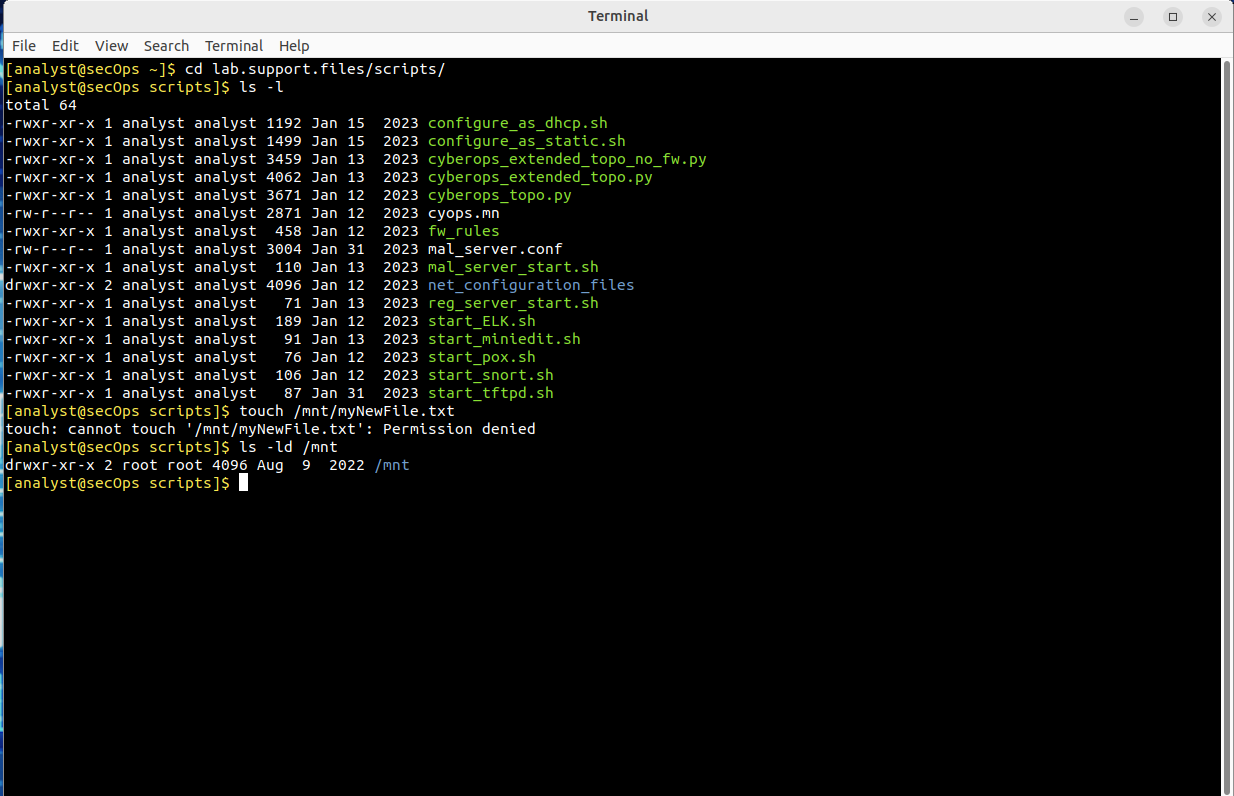 Terminal
File Edit View Search Terminal Help
[analyst@secOps ~]$ cd lab.support.files/scripts/
[analyst@secOps scripts]$ ls -l
total 64
-rwxr-xr-x 1 analyst analyst 1192 Jan 15  2023 configure_as_dhcp.sh
-rwxr-xr-x 1 analyst analyst 1499 Jan 15  2023 configure_as_static.sh
-rwxr-xr-x 1 analyst analyst 3459 Jan 13  2023 cyberops_extended_topo_no_fw.py
-rwxr-xr-x 1 analyst analyst 4062 Jan 13  2023 cyberops_extended_topo.py
-rwxr-xr-x 1 analyst analyst 3671 Jan 12  2023 cyberops_topo.py
-rw-r--r-- 1 analyst analyst 2871 Jan 12  2023 cyops.mn
-rwxr-xr-x 1 analyst analyst  458 Jan 12  2023 fw_rules
-rw-r--r-- 1 analyst analyst 3004 Jan 31  2023 mal_server.conf
-rwxr-xr-x 1 analyst analyst  110 Jan 13  2023 mal_server_start.sh
drwxr-xr-x 2 analyst analyst 4096 Jan 12  2023 net_configuration_files
-rwxr-xr-x 1 analyst analyst   71 Jan 13  2023 reg_server_start.sh
-rwxr-xr-x 1 analyst analyst  189 Jan 12  2023 start_ELK.sh
-rwxr-xr-x 1 analyst analyst   91 Jan 13  2023 start_miniedit.sh
-rwxr-xr-x 1 analyst analyst   76 Jan 12  2023 start_pox.sh
-rwxr-xr-x 1 analyst analyst  106 Jan 12  2023 start_snort.sh
-rwxr-xr-x 1 analyst analyst   87 Jan 31  2023 start_tftpd.sh
[analyst@secOps scripts]$ touch /mnt/myNewFile.txt
touch: cannot touch '/mnt/myNewFile.txt': Permission denied
[analyst@secOps scripts]$ ls -ld /mnt
drwxr-xr-x 2 root root 4096 Aug  9  2022 /mnt
[analyst@secOps scripts]$